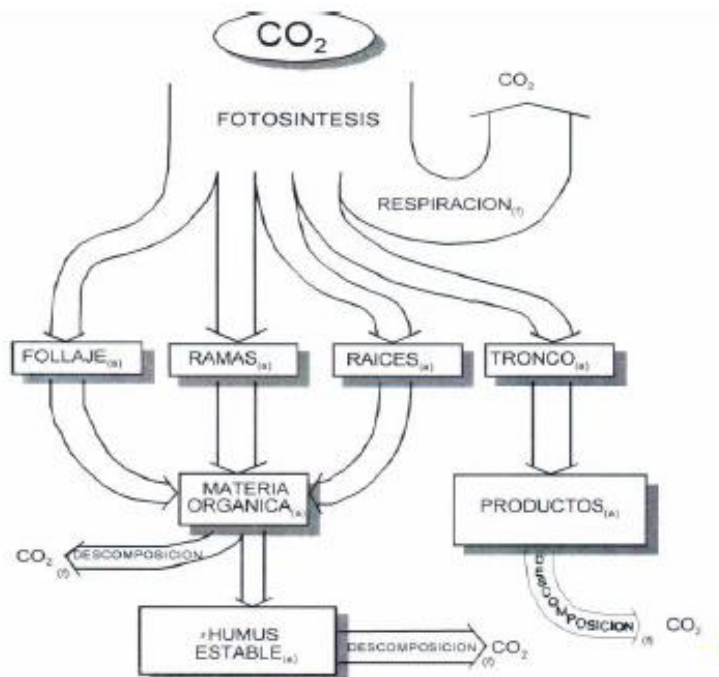 CO₂
CO₂
FOTOSINTESIS
RESPIRACION(f)
FOLLAJE(a)
RAMAS(a)
RAICES(a)
TRONCO(a)
MATERIA
ORGANICA(a)
PRODUCTOS(a)
CO₂ (f)
DESCOMPOSICION
DESCOMPOSICION
(f)
CO₂
HUMUS
ESTABLE(a)
DESCOMPOSICION
(f)
CO₂